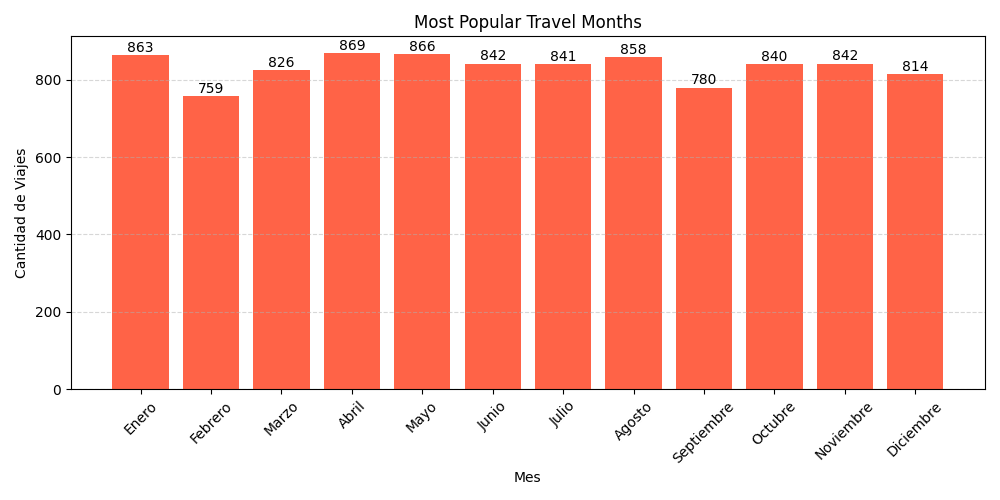 Most Popular Travel Months
Cantidad de Viajes
800
600
400
200
0
863
759
826
869
866
842
841
858
780
840
842
814
Enero
Febrero
Marzo
Abril
Mayo
Junio
Julio
Agosto
Septiembre
Octubre
Noviembre
Diciembre
Mes